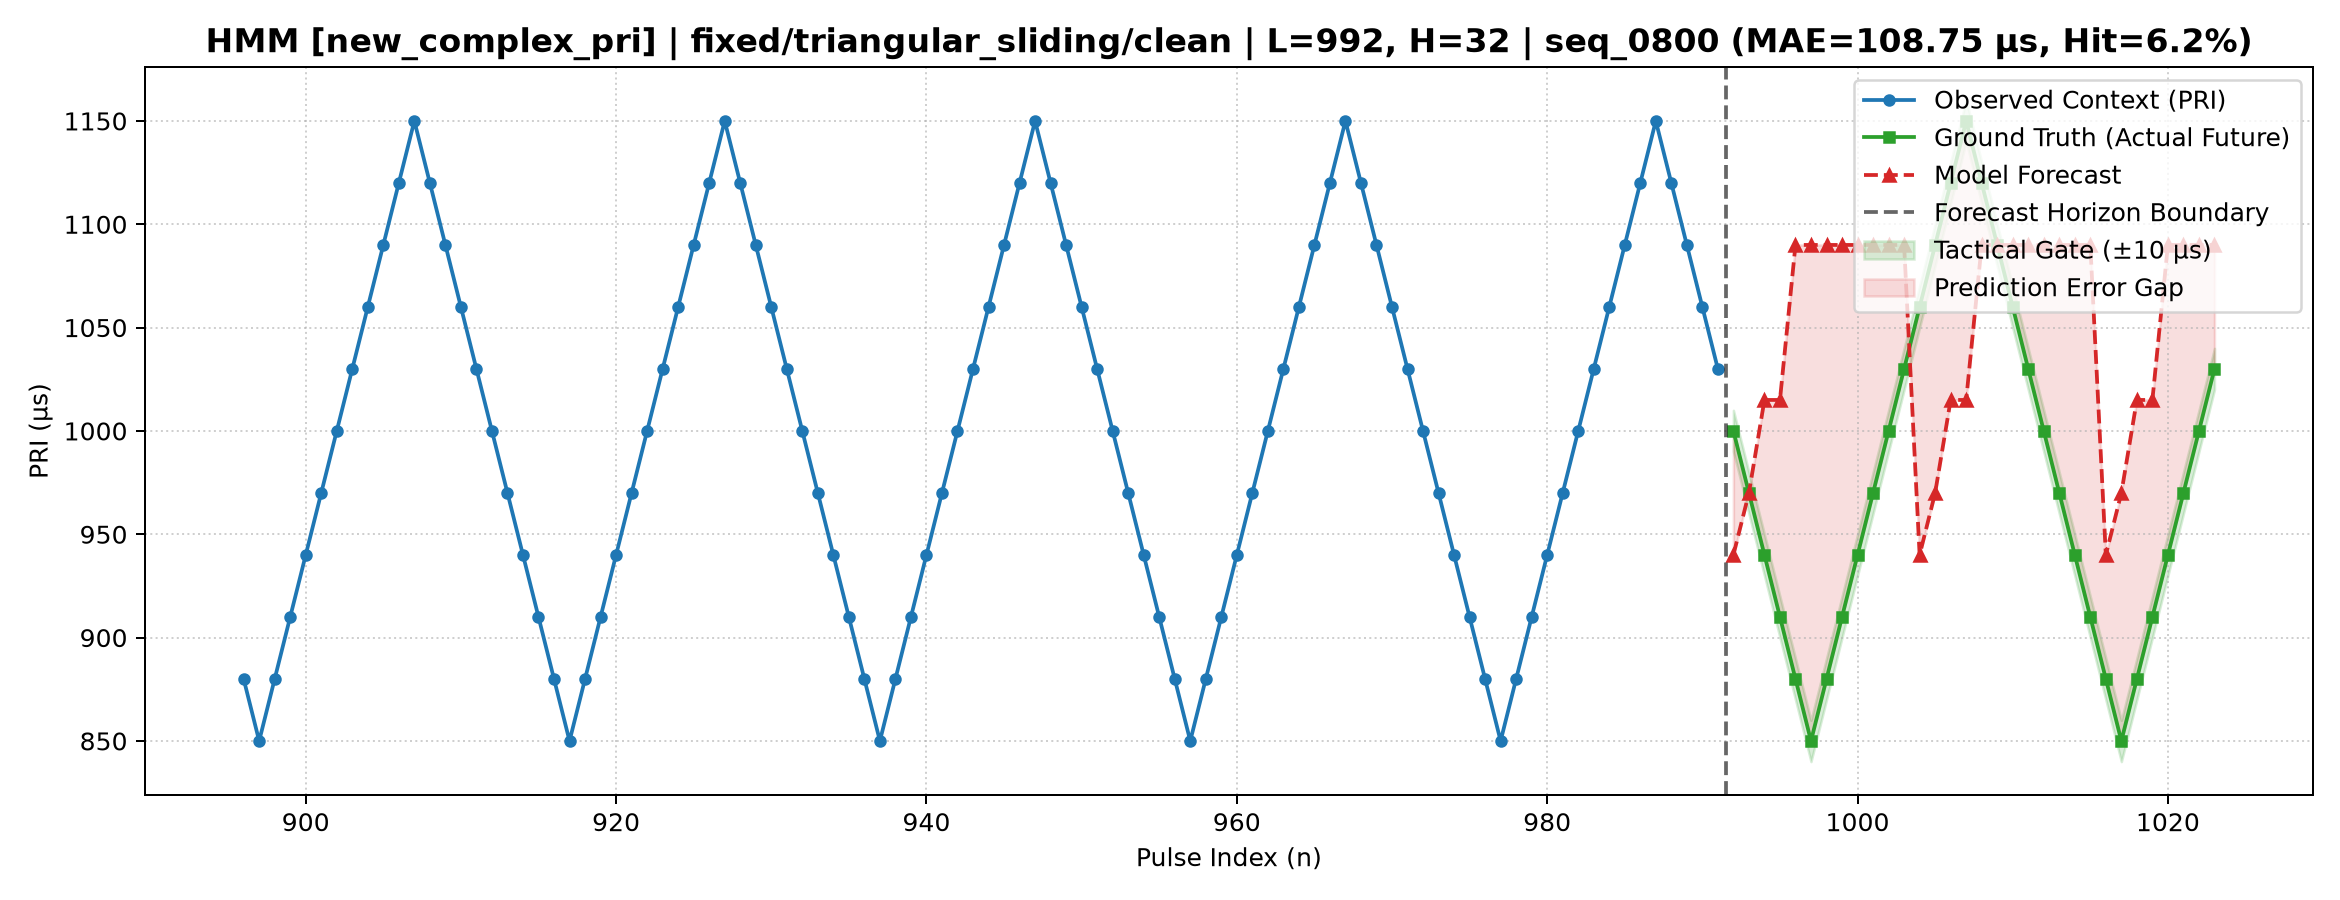 HMM [new_complex_pri] | fixed/triangular_sliding/clean | L=992, H=32 | seq_0800 (MAE=108.75 µs, Hit=6.2%)
PRI (µs)
1150
1100
1050
1000
950
900
850
Observed Context (PRI)
Ground Truth (Actual Future)
Model Forecast
Forecast Horizon Boundary
Tactical Gate (±10 µs)
Prediction Error Gap
900
920
940
960
980
1000
1020
Pulse Index (n)